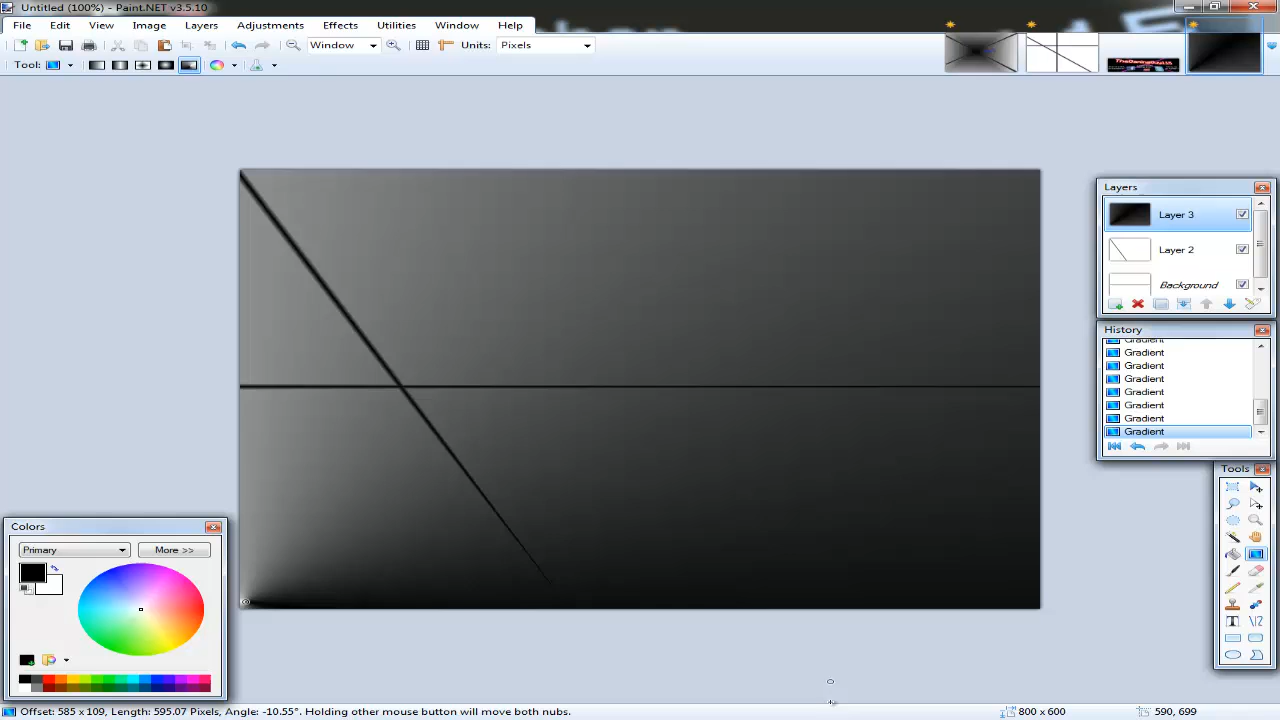 Untitled (100%) - Paint.NET v3.5.10
File Edit View Image Layers Adjustments Effects Utilities Window Help
Window Units: Pixels
Tool:
Layers
Layer 3
Layer 2
Background
History
Gradient
Gradient
Gradient
Gradient
Gradient
Gradient
Gradient
Gradient
Tools
Colors
Primary More >>
Offset: 585 x 109, Length: 595.07 Pixels, Angle: -10.55°. Holding other mouse button will move both nubs.
800 x 600 590, 699